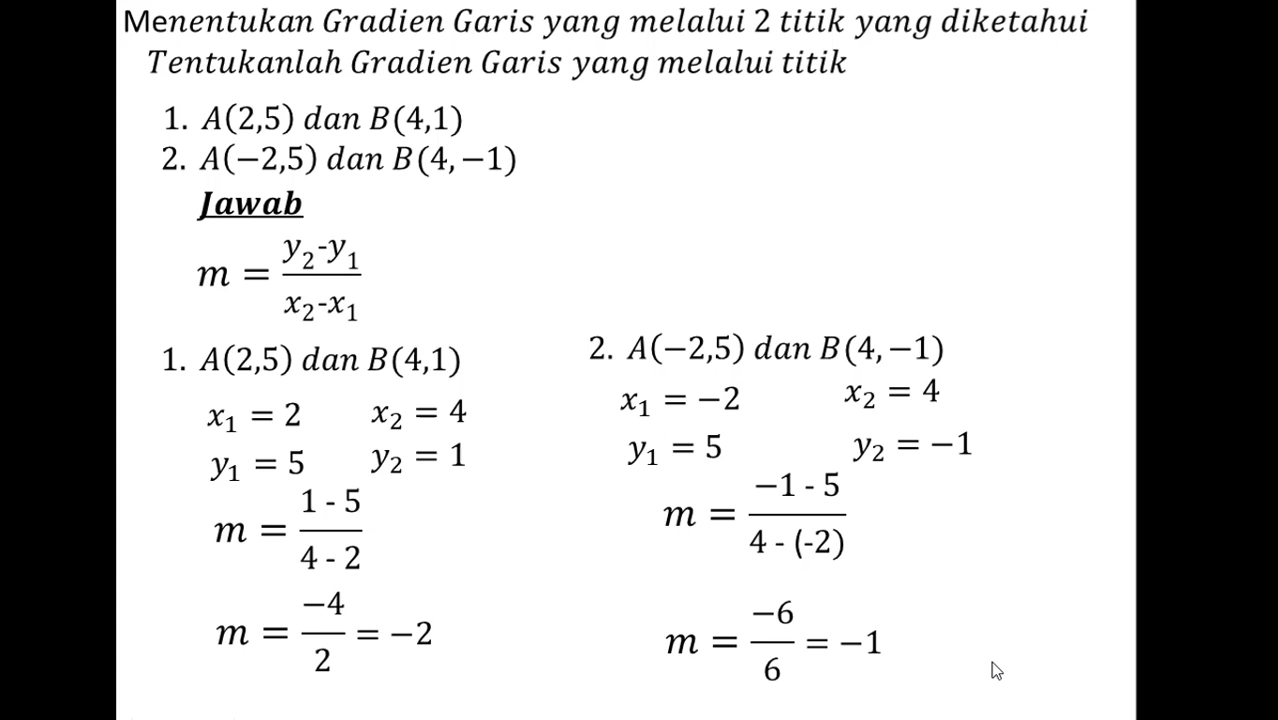 Menentukan Gradien Garis yang melalui 2 titik yang diketahui
Tentukanlah Gradien Garis yang melalui titik
1. A(2,5) dan B(4,1)
2. A(−2,5) dan B(4,−1)
Jawab
m = y₂-y₁ / x₂-x₁
1. A(2,5) dan B(4,1)
x₁ = 2 x₂ = 4
y₁ = 5 y₂ = 1
m = 1 - 5 / 4 - 2
m = −4 / 2 = −2
2. A(−2,5) dan B(4,−1)
x₁ = −2 x₂ = 4
y₁ = 5 y₂ = −1
m = −1 - 5 / 4 - (-2)
m = −6 / 6 = −1